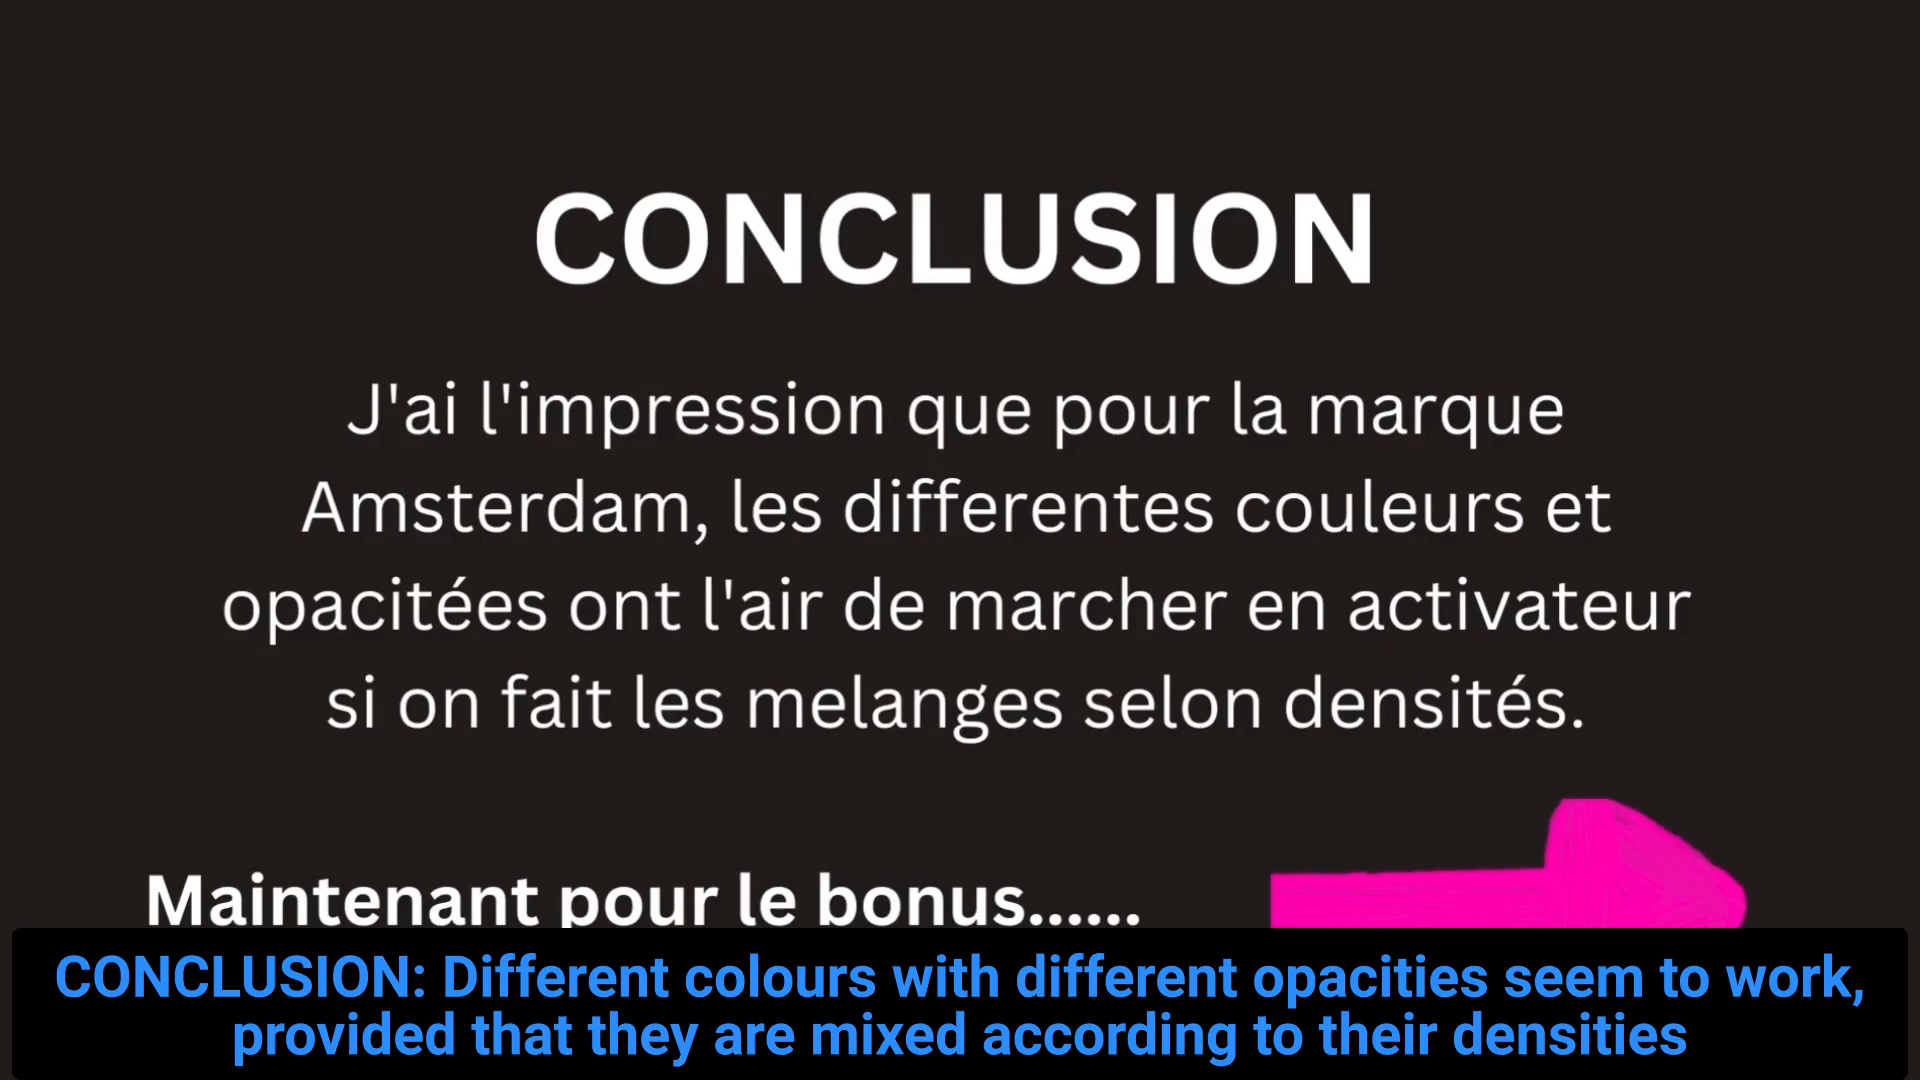 CONCLUSION
J'ai l'impression que pour la marque
Amsterdam, les differentes couleurs et
opacitées ont l'air de marcher en activateur
si on fait les melanges selon densités.
Maintenant pour le bonus......
CONCLUSION: Different colours with different opacities seem to work,
provided that they are mixed according to their densities